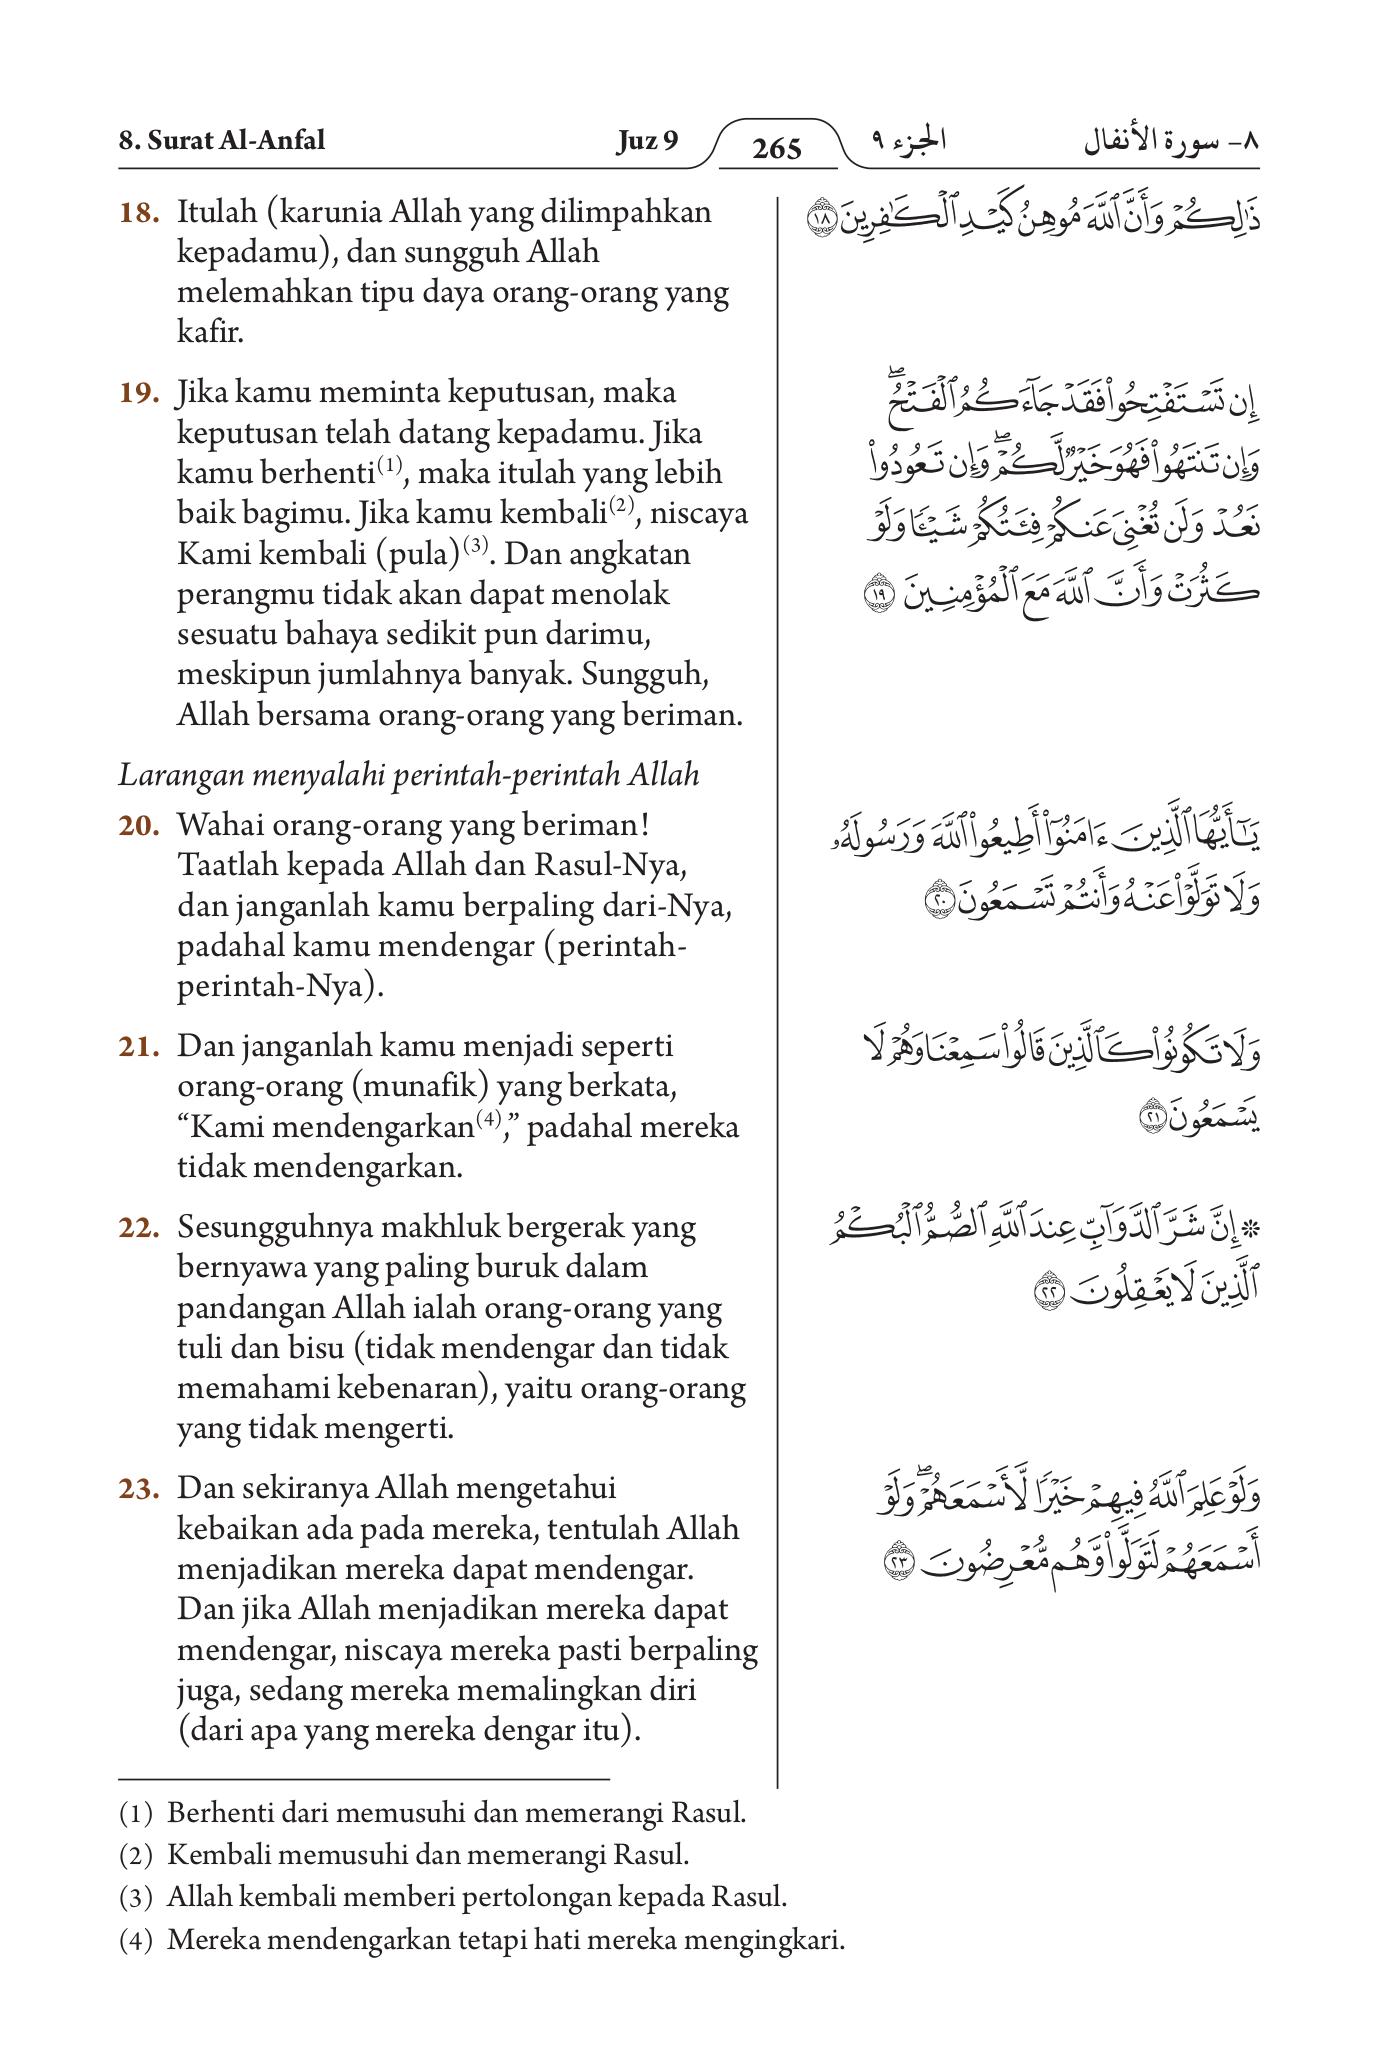 8. Surat Al-Anfal
Juz 9
265
الجزء ٩
٨- سورة الأنفال
18. Itulah (karunia Allah yang dilimpahkan
kepadamu), dan sungguh Allah
melemahkan tipu daya orang-orang yang
kafir.
19. Jika kamu meminta keputusan, maka
keputusan telah datang kepadamu. Jika
kamu berhenti(1), maka itulah yang lebih
baik bagimu. Jika kamu kembali(2), niscaya
Kami kembali (pula)(3). Dan angkatan
perangmu tidak akan dapat menolak
sesuatu bahaya sedikit pun darimu,
meskipun jumlahnya banyak. Sungguh,
Allah bersama orang-orang yang beriman.
Larangan menyalahi perintah-perintah Allah
20. Wahai orang-orang yang beriman!
Taatlah kepada Allah dan Rasul-Nya,
dan janganlah kamu berpaling dari-Nya,
padahal kamu mendengar (perintah-
perintah-Nya).
21. Dan janganlah kamu menjadi seperti
orang-orang (munafik) yang berkata,
“Kami mendengarkan(4),” padahal mereka
tidak mendengarkan.
22. Sesungguhnya makhluk bergerak yang
bernyawa yang paling buruk dalam
pandangan Allah ialah orang-orang yang
tuli dan bisu (tidak mendengar dan tidak
memahami kebenaran), yaitu orang-orang
yang tidak mengerti.
23. Dan sekiranya Allah mengetahui
kebaikan ada pada mereka, tentulah Allah
menjadikan mereka dapat mendengar.
Dan jika Allah menjadikan mereka dapat
mendengar, niscaya mereka pasti berpaling
juga, sedang mereka memalingkan diri
(dari apa yang mereka dengar itu).
ذَٰلِكُمۡ وَأَنَّ ٱللَّهَ مُوهِنُ كَيۡدِ ٱلۡكَٰفِرِينَ ١٨
إِن تَسۡتَفۡتِحُواْ فَقَدۡ جَآءَكُمُ ٱلۡفَتۡحُۖ
وَإِن تَنتَهُواْ فَهُوَ خَيۡرٞ لَّكُمۡۖ وَإِن تَعُودُواْ
نَعُدۡ وَلَن تُغۡنِيَ عَنكُمۡ فِئَتُكُمۡ شَيۡـٔٗا وَلَوۡ
كَثُرَتۡ وَأَنَّ ٱللَّهَ مَعَ ٱلۡمُؤۡمِنِينَ ١٩
يَٰٓأَيُّهَا ٱلَّذِينَ ءَامَنُوٓاْ أَطِيعُواْ ٱللَّهَ وَرَسُولَهُۥ
وَلَا تَوَلَّوۡاْ عَنۡهُ وَأَنتُمۡ تَسۡمَعُونَ ٢٠
وَلَا تَكُونُواْ كَٱلَّذِينَ قَالُواْ سَمِعۡنَا وَهُمۡ لَا
يَسۡمَعُونَ ٢١
۞ إِنَّ شَرَّ ٱلدَّوَآبِّ عِندَ ٱللَّهِ ٱلصُّمُّ ٱلۡبُكۡمُ
ٱلَّذِينَ لَا يَعۡقِلُونَ ٢٢
وَلَوۡ عَلِمَ ٱللَّهُ فِيهِمۡ خَيۡرٗا لَّأَسۡمَعَهُمۡۖ وَلَوۡ
أَسۡمَعَهُمۡ لَتَوَلَّواْ وَّهُم مُّعۡرِضُونَ ٢٣
(1) Berhenti dari memusuhi dan memerangi Rasul.
(2) Kembali memusuhi dan memerangi Rasul.
(3) Allah kembali memberi pertolongan kepada Rasul.
(4) Mereka mendengarkan tetapi hati mereka mengingkari.